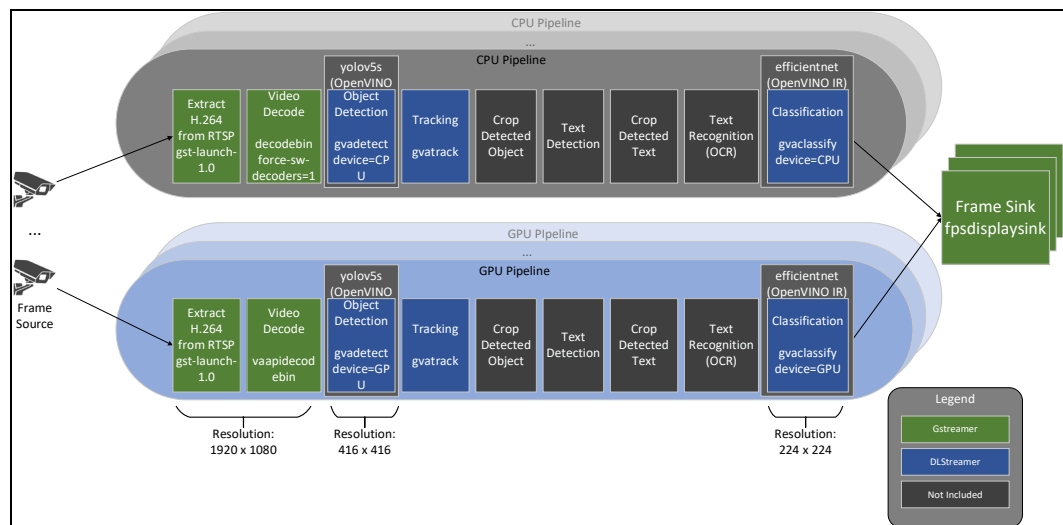 CPU Pipeline
...
CPU Pipeline
yolov5s
(OpenVINO
efficientnet
(OpenVINO IR)
Extract
H.264
from RTSP
gst-launch-
1.0
Video
Decode
decodebin
force-sw-
decoders=1
Object
Detection
gvadetect
device=CP
U
Tracking
gvatrack
Crop
Detected
Object
Text
Detection
Crop
Detected
Text
Text
Recognition
(OCR)
Classification
gvaclassify
device=CPU
Frame Sink
fpsdisplaysink
...
Frame
Source
GPU PIpeline
...
GPU Pipeline
yolov5s
(OpenVINO
efficientnet
(OpenVINO IR)
Extract
H.264
from RTSP
gst-launch-
1.0
Video
Decode
vaapidecod
ebin
Object
Detection
gvadetect
device=GP
U
Tracking
gvatrack
Crop
Detected
Object
Text
Detection
Crop
Detected
Text
Text
Recognition
(OCR)
Classification
gvaclassify
device=GPU
Resolution:
1920 x 1080
Resolution:
416 x 416
Resolution:
224 x 224
Legend
Gstreamer
DLStreamer
Not Included